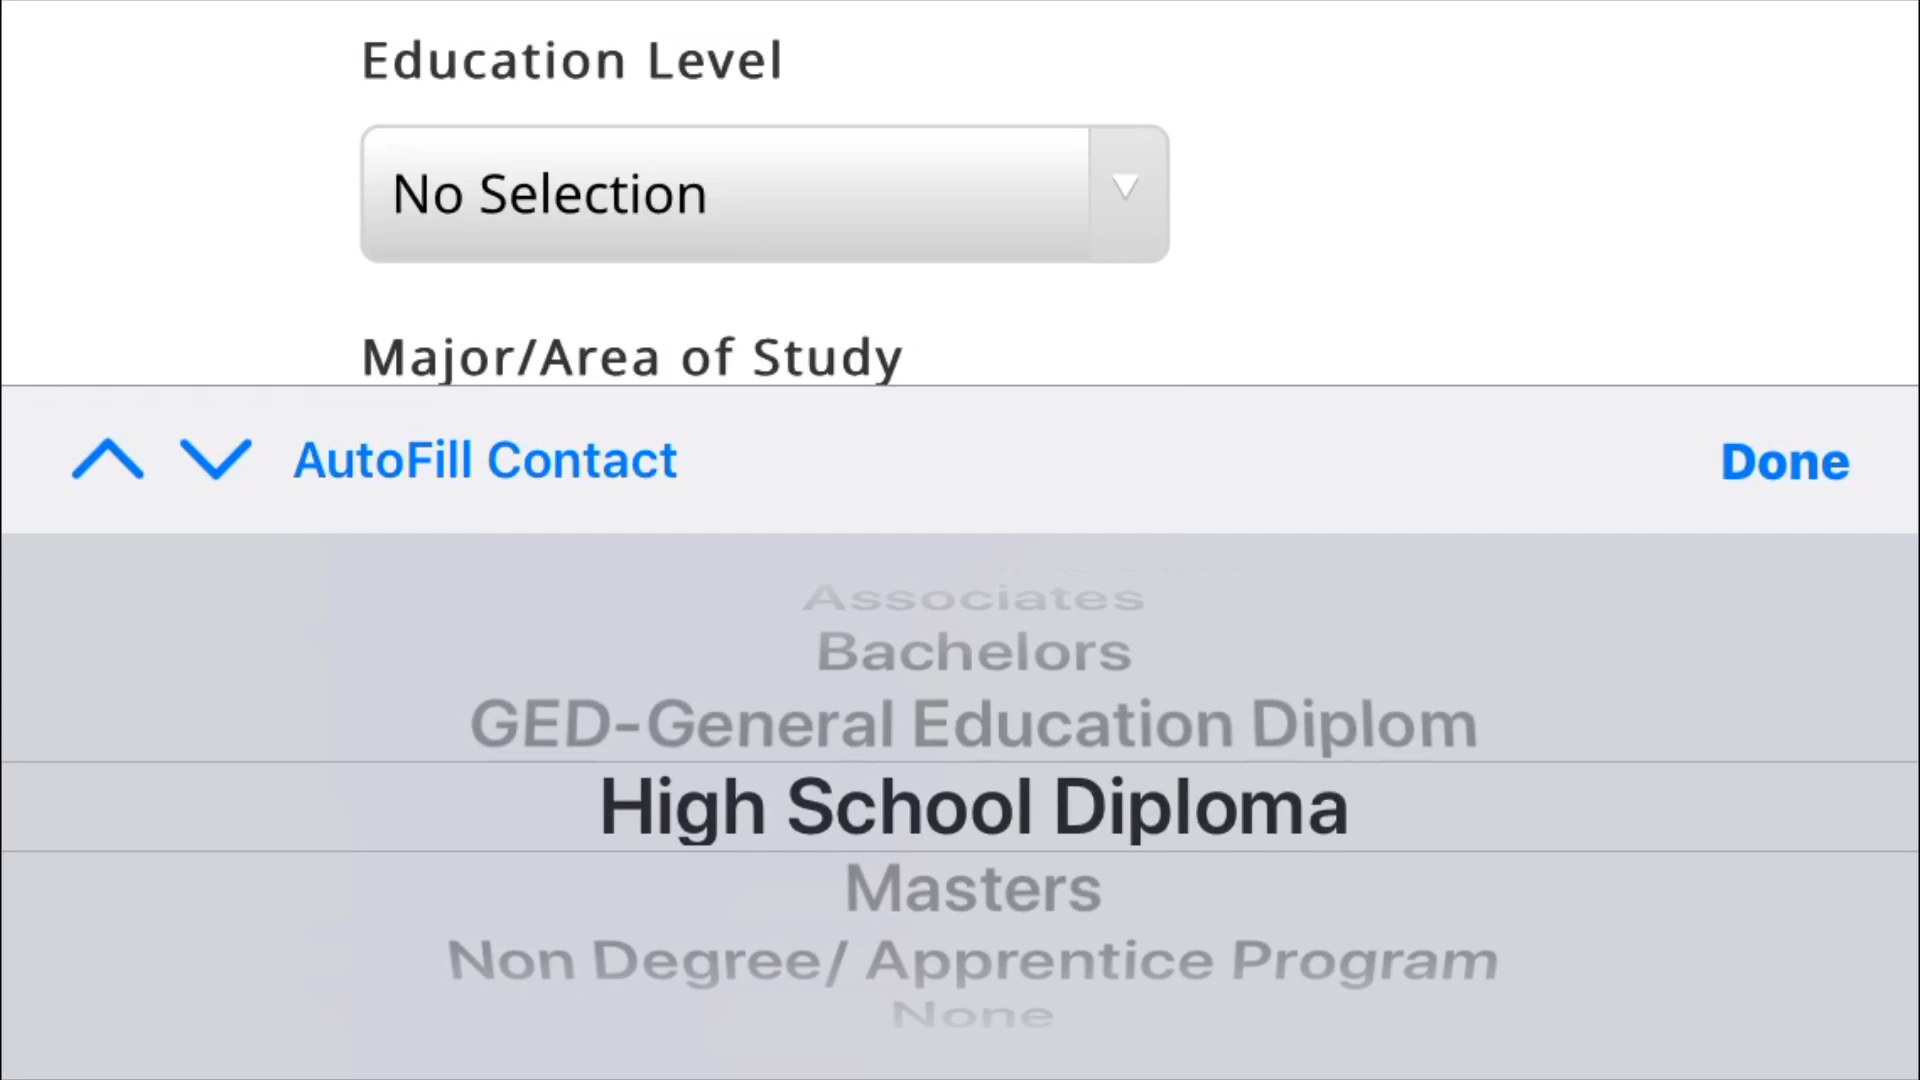 Education Level
No Selection
Major/Area of Study
AutoFill Contact
Done
Associates
Bachelors
GED-General Education Diplom
High School Diploma
Masters
Non Degree/ Apprentice Program
None